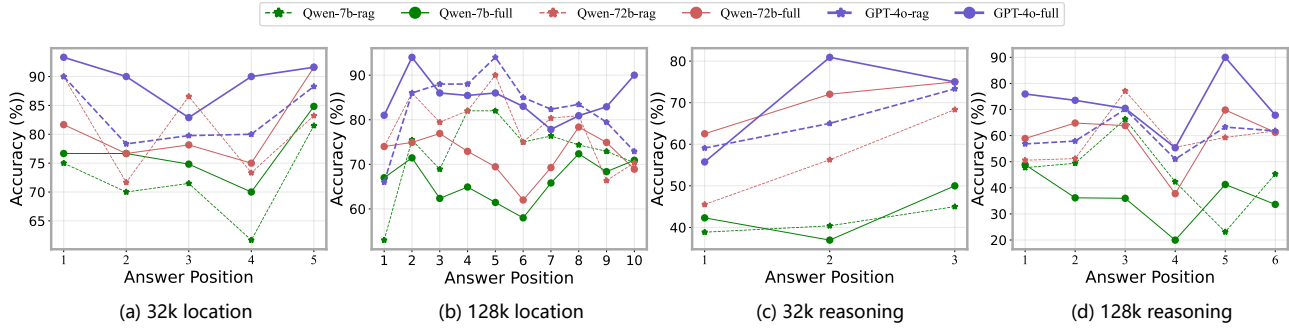 Qwen-7b-rag Qwen-7b-full Qwen-72b-rag Qwen-72b-full GPT-4o-rag GPT-4o-full
Accuracy (%))
90
85
80
75
70
65
1 2 3 4 5
Answer Position
(a) 32k location
Accuracy (%))
90
80
70
60
1 2 3 4 5 6 7 8 9 10
Answer Position
(b) 128k location
Accuracy (%))
80
70
60
50
40
1 2 3
Answer Position
(c) 32k reasoning
Accuracy (%))
90
80
70
60
50
40
30
20
1 2 3 4 5 6
Answer Position
(d) 128k reasoning